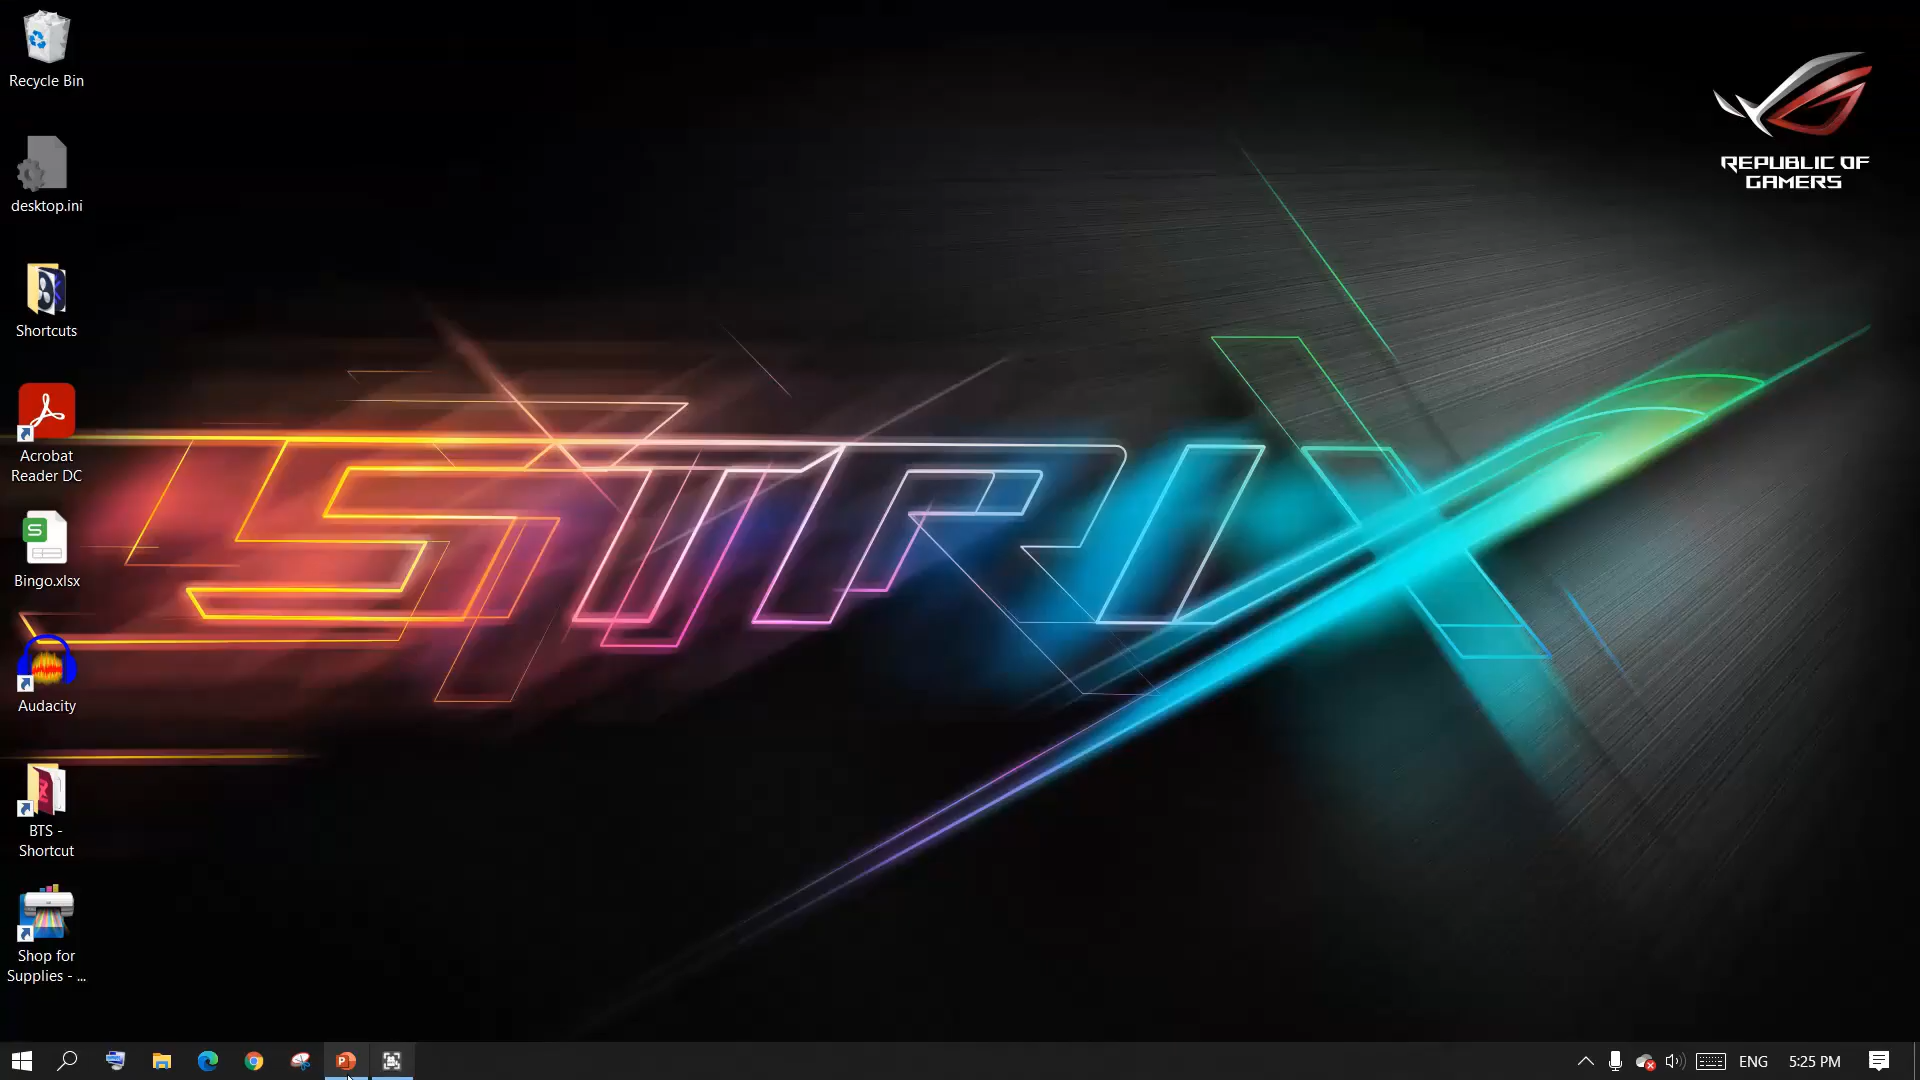 Recycle Bin
desktop.ini
Shortcuts
Acrobat
Reader DC
Bingo.xlsx
Audacity
BTS -
Shortcut
Shop for
Supplies - ...
REPUBLIC OF
GAMERS
STRIX
ENG
5:25 PM